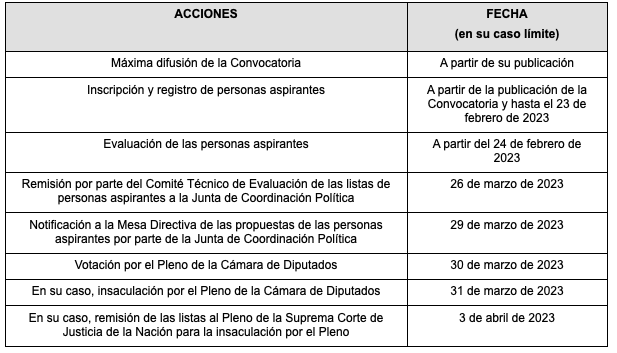 ACCIONES
FECHA
(en su caso límite)
Máxima difusión de la Convocatoria
A partir de su publicación
Inscripción y registro de personas aspirantes
A partir de la publicación de la
Convocatoria y hasta el 23 de
febrero de 2023
Evaluación de las personas aspirantes
A partir del 24 de febrero de
2023
Remisión por parte del Comité Técnico de Evaluación de las listas de
personas aspirantes a la Junta de Coordinación Política
26 de marzo de 2023
Notificación a la Mesa Directiva de las propuestas de las personas
aspirantes por parte de la Junta de Coordinación Política
29 de marzo de 2023
Votación por el Pleno de la Cámara de Diputados
30 de marzo de 2023
En su caso, insaculación por el Pleno de la Cámara de Diputados
31 de marzo de 2023
En su caso, remisión de las listas al Pleno de la Suprema Corte de
Justicia de la Nación para la insaculación por el Pleno
3 de abril de 2023